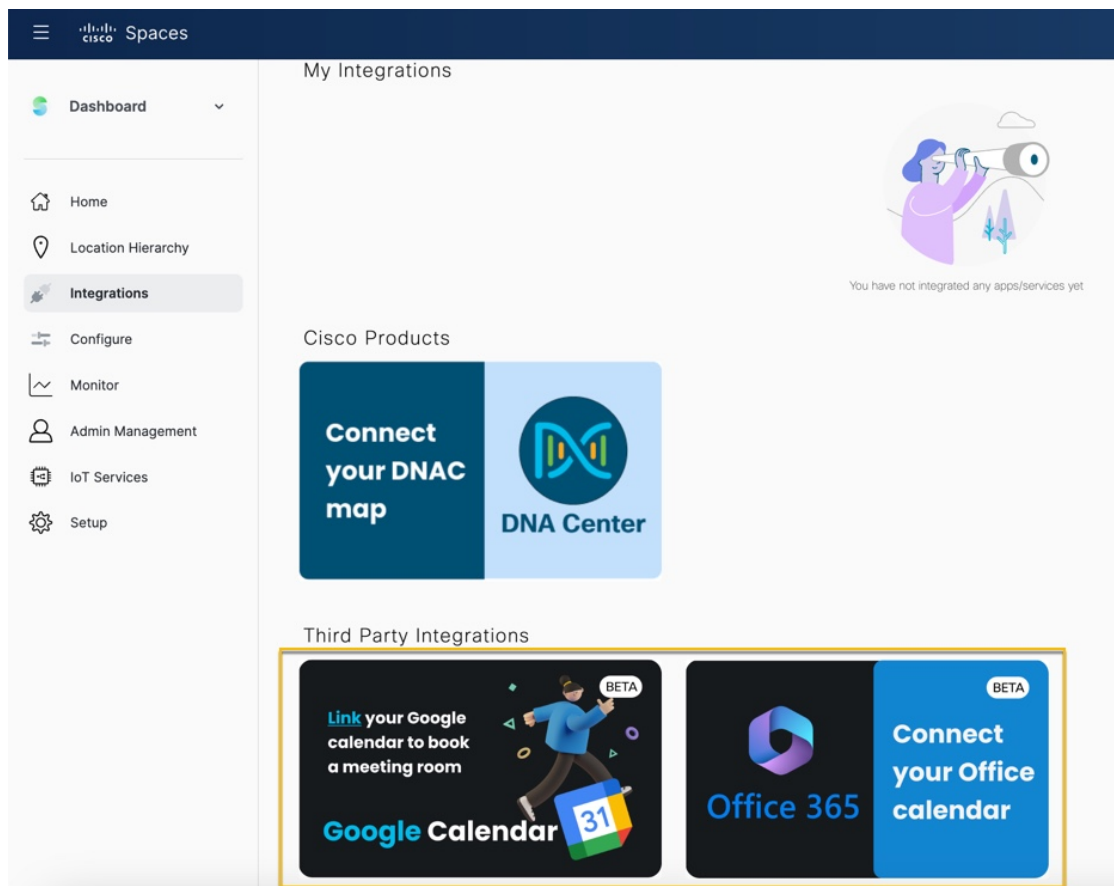 cisco Spaces
Dashboard
Home
Location Hierarchy
Integrations
Configure
Monitor
Admin Management
IoT Services
Setup
My Integrations
You have not integrated any apps/services yet
Cisco Products
Connect
your DNAC
map
DNA Center
Third Party Integrations
BETA
Link your Google
calendar to book
a meeting room
Google Calendar
31
Office 365
BETA
Connect
your Office
calendar